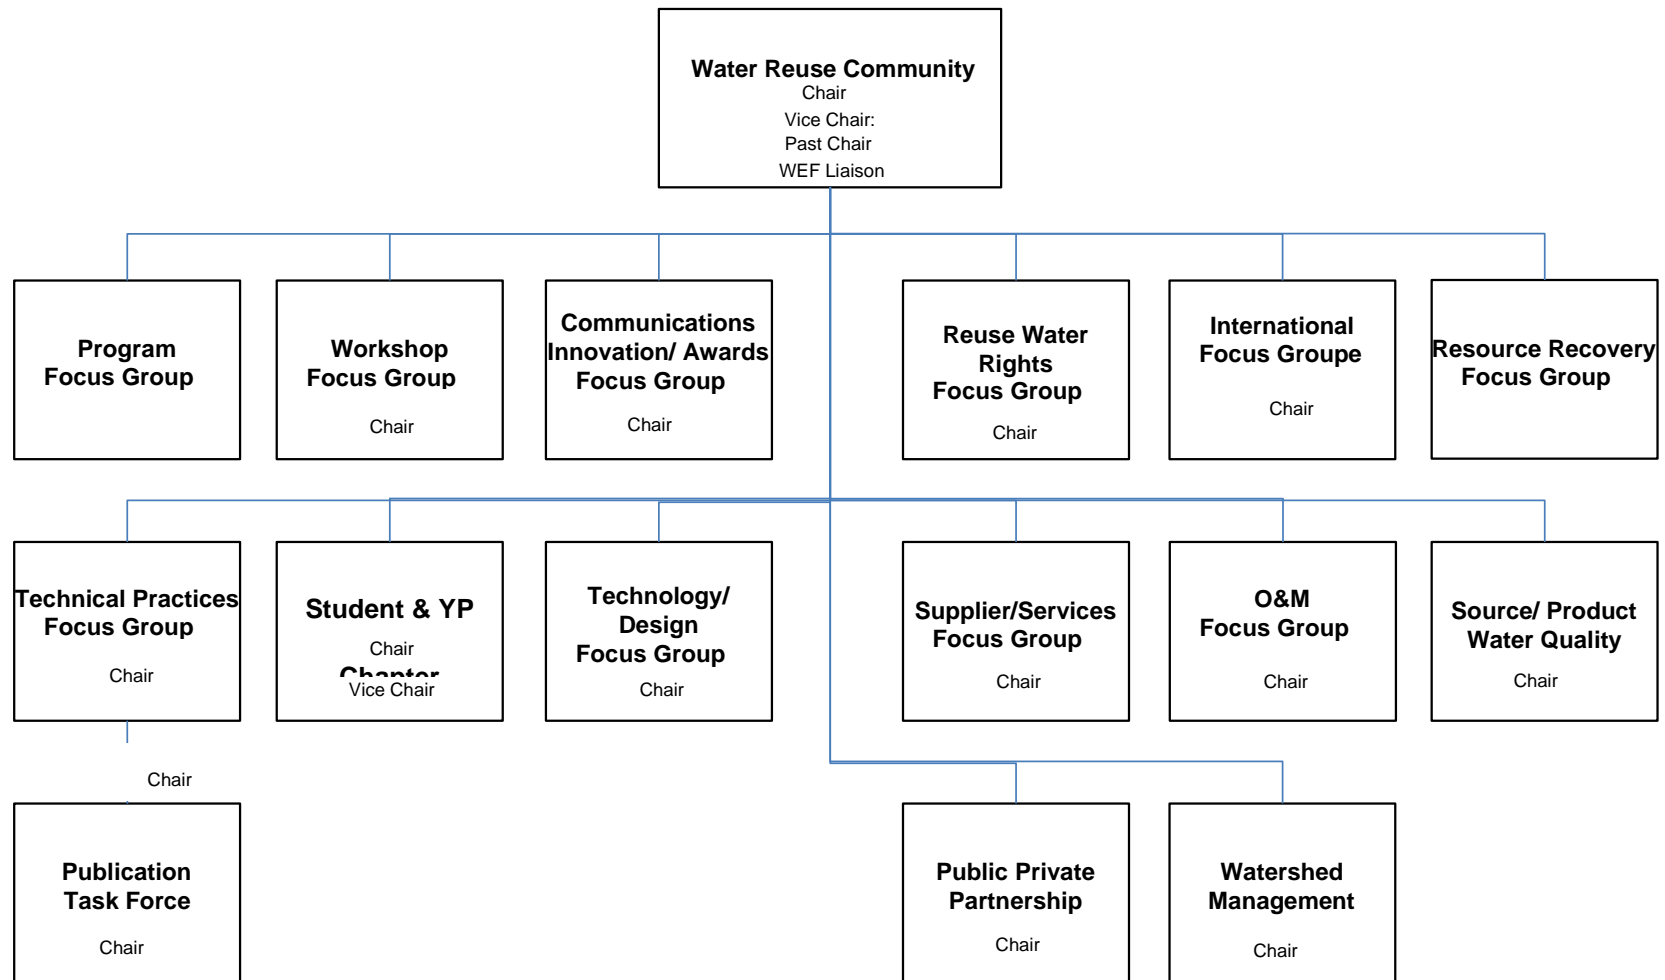 Water Reuse Community
Chair
Vice Chair:
Past Chair
WEF Liaison
Program
Focus Group
Workshop
Focus Group
Chair
Communications
Innovation/ Awards
Focus Group
Chair
Reuse Water
Rights
Focus Group
Chair
International
Focus Groupe
Chair
Resource Recovery
Focus Group
Technical Practices
Focus Group
Chair
Student & YP
Chair
Chapter
Vice Chair
Technology/
Design
Focus Group
Chair
Supplier/Services
Focus Group
Chair
O&M
Focus Group
Chair
Source/ Product
Water Quality
Chair
Chair
Publication
Task Force
Chair
Public Private
Partnership
Chair
Watershed
Management
Chair